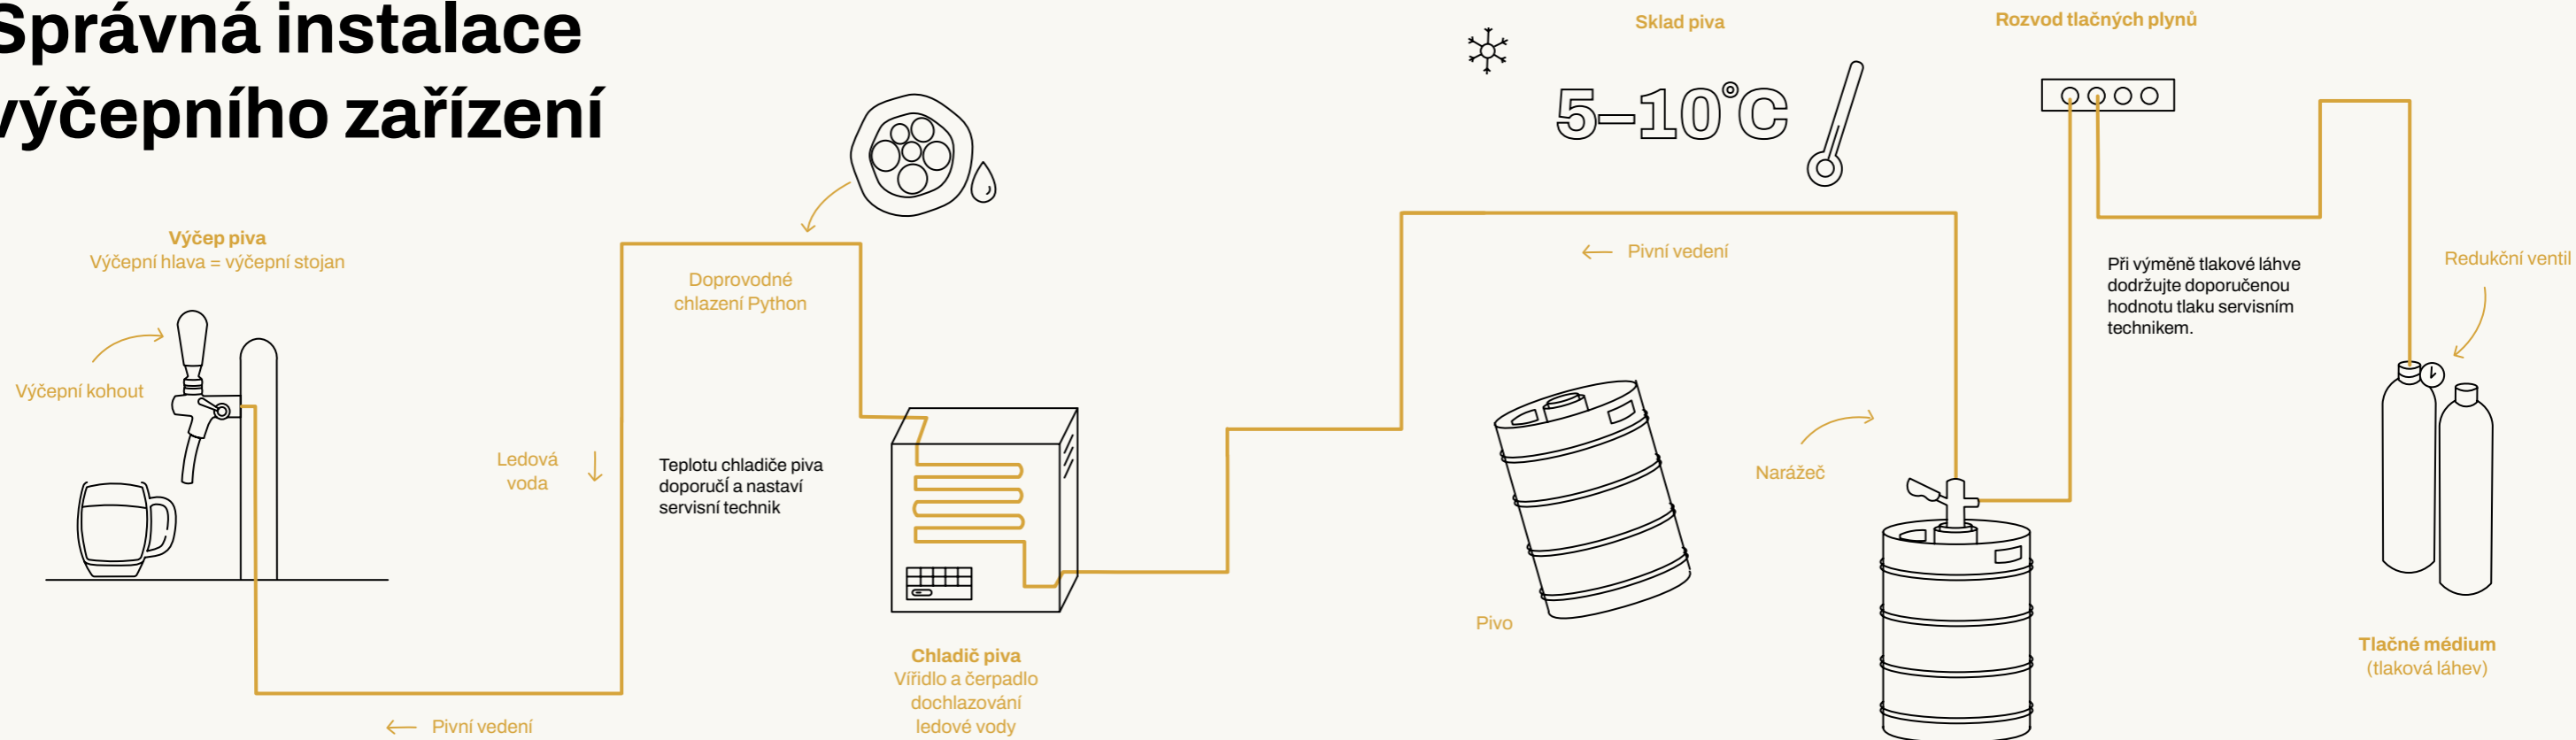 Správná instalace
výčepního zařízení
Výčep piva
Výčepní hlava = výčepní stojan
Výčepní kohout
Ledová
voda
Pivní vedení
Doprovodné
chlazení Python
Teplotu chladiče piva
doporučÍ a nastaví
servisní technik
Chladič piva
Vířidlo a čerpadlo
dochlazování
ledové vody
Sklad piva
5–10°C
Pivní vedení
Pivo
Narážeč
Rozvod tlačných plynů
Při výměně tlakové láhve
dodržujte doporučenou
hodnotu tlaku servisním
technikem.
Redukční ventil
Tlačné médium
(tlaková láhev)